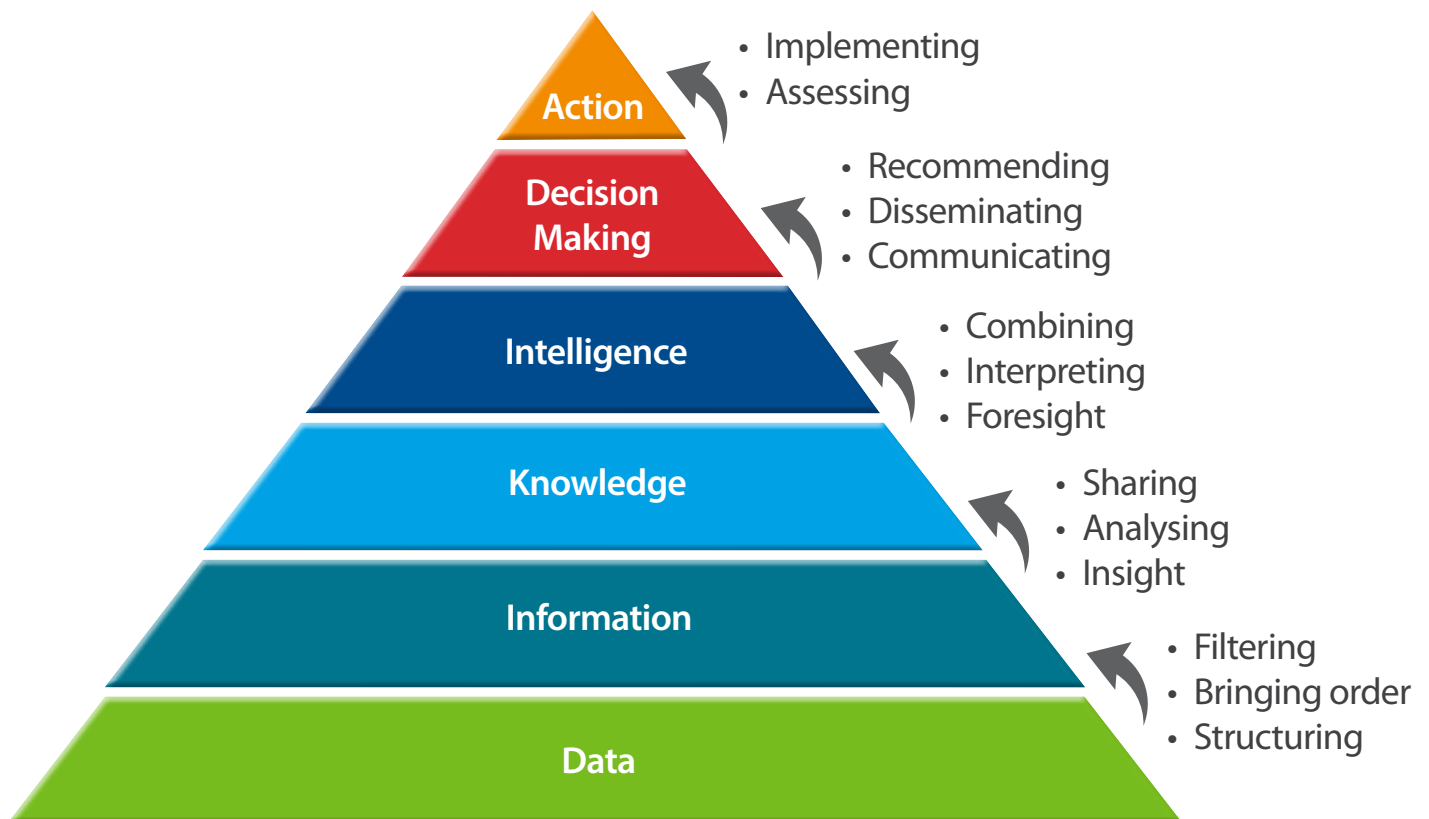 Action
• Implementing
• Assessing
Decision
Making
• Recommending
• Disseminating
• Communicating
Intelligence
• Combining
• Interpreting
• Foresight
Knowledge
• Sharing
• Analysing
• Insight
Information
• Filtering
• Bringing order
• Structuring
Data